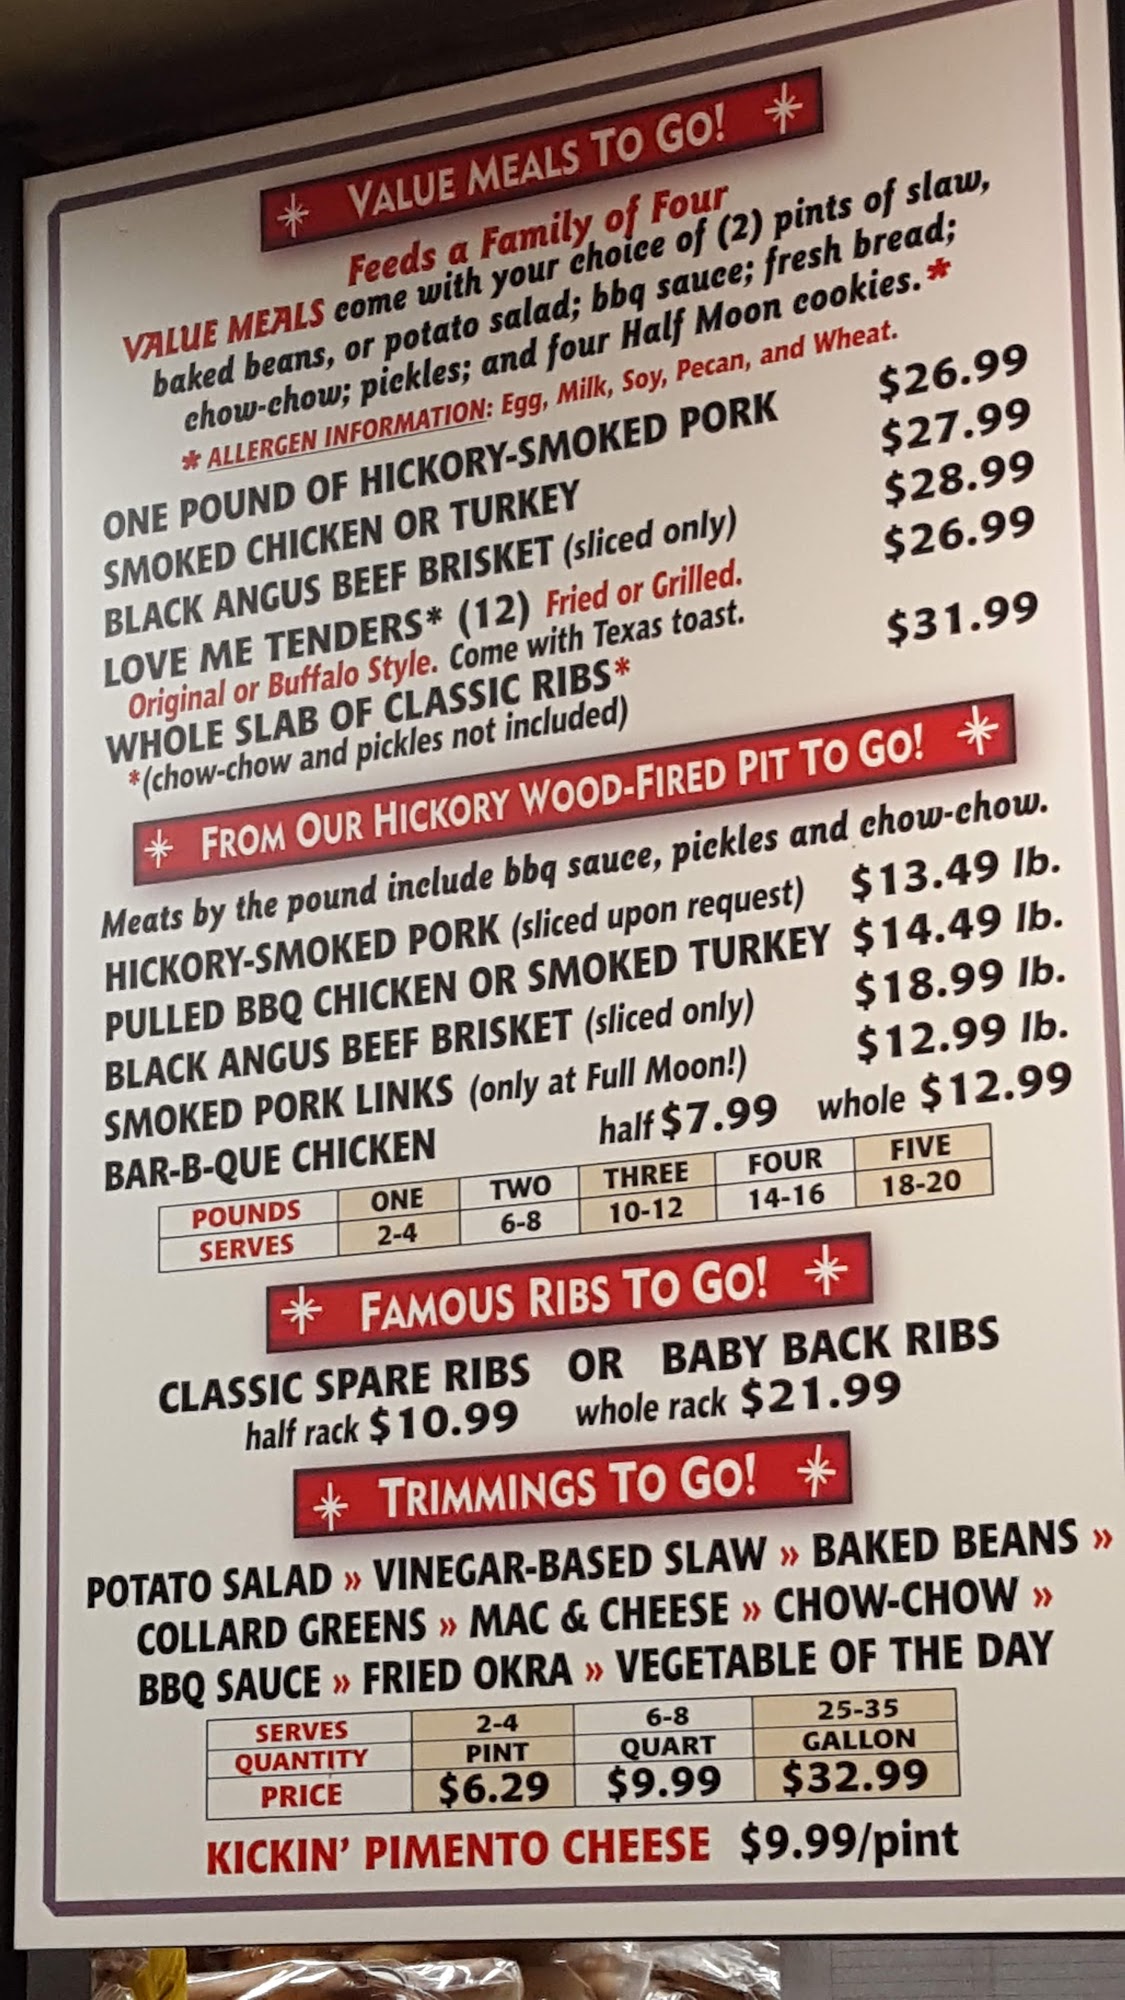 VALUE MEALS TO GO!
Feeds a Family of Four
VALUE MEALS come with your choice of (2) pints of slaw,
baked beans, or potato salad; bbq sauce; fresh bread;
chow-chow; pickles; and four Half Moon cookies.*
* ALLERGEN INFORMATION: Egg, Milk, Soy, Pecan, and Wheat.
ONE POUND OF HICKORY-SMOKED PORK $26.99
SMOKED CHICKEN OR TURKEY $27.99
BLACK ANGUS BEEF BRISKET (sliced only) $28.99
LOVE ME TENDERS* (12) Fried or Grilled. $26.99
Original or Buffalo Style. Come with Texas toast.
WHOLE SLAB OF CLASSIC RIBS* $31.99
*(chow-chow and pickles not included)
FROM OUR HICKORY WOOD-FIRED PIT TO GO!
Meats by the pound include bbq sauce, pickles and chow-chow.
HICKORY-SMOKED PORK (sliced upon request) $13.49 lb.
PULLED BBQ CHICKEN OR SMOKED TURKEY $14.49 lb.
BLACK ANGUS BEEF BRISKET (sliced only) $18.99 lb.
SMOKED PORK LINKS (only at Full Moon!) $12.99 lb.
BAR-B-QUE CHICKEN half $7.99 whole $12.99
POUNDS ONE TWO THREE FOUR FIVE
SERVES 2-4 6-8 10-12 14-16 18-20
FAMOUS RIBS TO GO!
CLASSIC SPARE RIBS OR BABY BACK RIBS
half rack $10.99 whole rack $21.99
TRIMMINGS TO GO!
POTATO SALAD » VINEGAR-BASED SLAW » BAKED BEANS »
COLLARD GREENS » MAC & CHEESE » CHOW-CHOW »
BBQ SAUCE » FRIED OKRA » VEGETABLE OF THE DAY
SERVES 2-4 6-8 25-35
QUANTITY PINT QUART GALLON
PRICE $6.29 $9.99 $32.99
KICKIN' PIMENTO CHEESE $9.99/pint